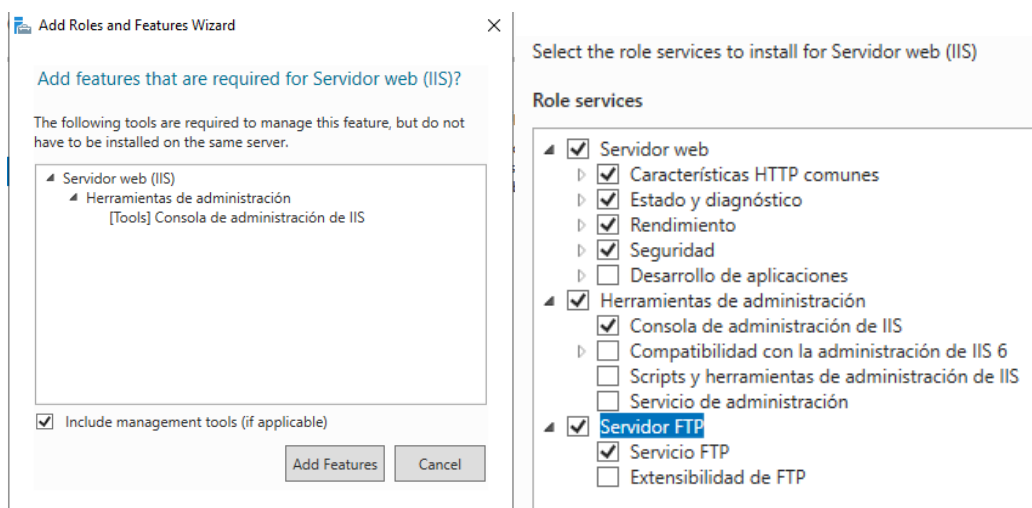 Add Roles and Features Wizard
Add features that are required for Servidor web (IIS)?
The following tools are required to manage this feature, but do not
have to be installed on the same server.
Servidor web (IIS)
Herramientas de administración
[Tools] Consola de administración de IIS
Include management tools (if applicable)
Add Features
Cancel
Select the role services to install for Servidor web (IIS)
Role services
Servidor web
Características HTTP comunes
Estado y diagnóstico
Rendimiento
Seguridad
Desarrollo de aplicaciones
Herramientas de administración
Consola de administración de IIS
Compatibilidad con la administración de IIS 6
Scripts y herramientas de administración de IIS
Servicio de administración
Servidor FTP
Servicio FTP
Extensibilidad de FTP